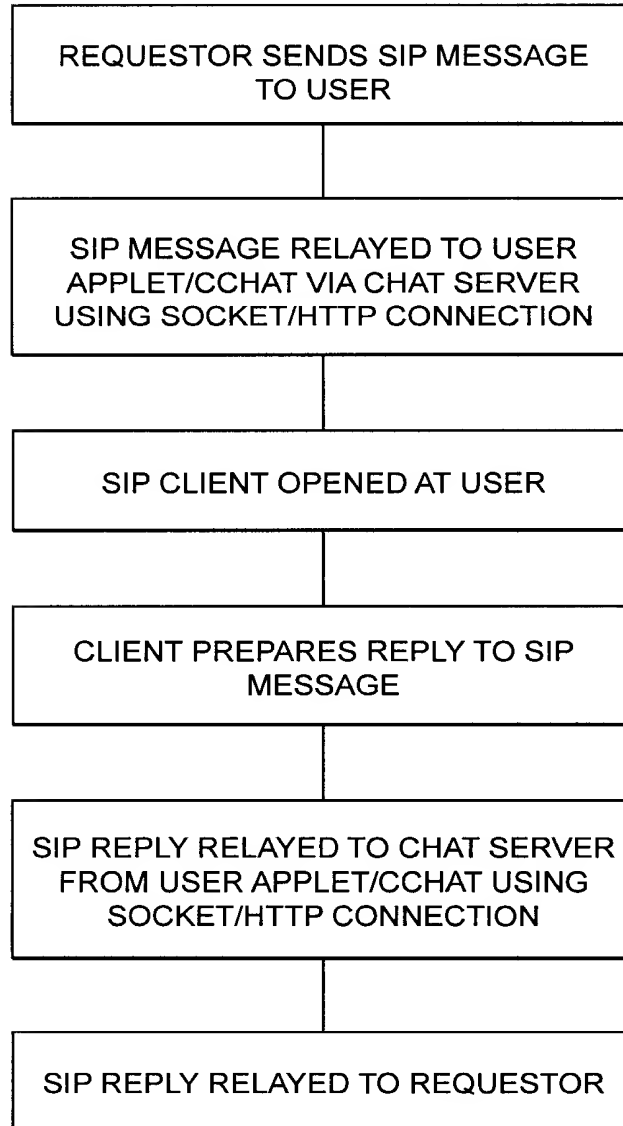 REQUESTOR SENDS SIP MESSAGE
TO USER
SIP MESSAGE RELAYED TO USER
APPLET/CCHAT VIA CHAT SERVER
USING SOCKET/HTTP CONNECTION
SIP CLIENT OPENED AT USER
CLIENT PREPARES REPLY TO SIP
MESSAGE
SIP REPLY RELAYED TO CHAT SERVER
FROM USER APPLET/CCHAT USING
SOCKET/HTTP CONNECTION
SIP REPLY RELAYED TO REQUESTOR